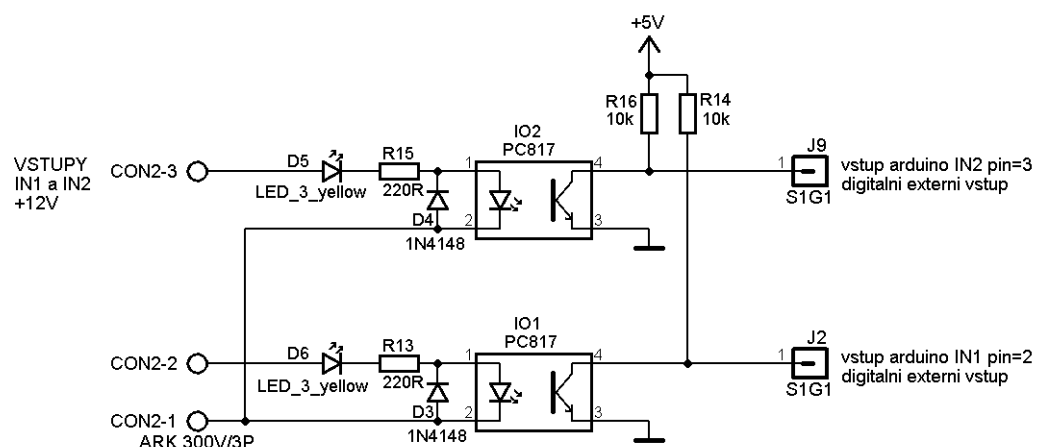 +5V
R16
10k
R14
10k
IO2
PC817
J9
VSTUPY
IN1 a IN2
+12V
CON2-3
D5
LED_3_yellow
R15
220R
1
4
1
vstup arduino IN2 pin=3
digitalni externi vstup
S1G1
D4
1N4148
2
3
IO1
PC817
J2
CON2-2
D6
LED_3_yellow
R13
220R
1
4
1
vstup arduino IN1 pin=2
digitalni externi vstup
S1G1
CON2-1
ARK 300V/3P
D3
1N4148
2
3